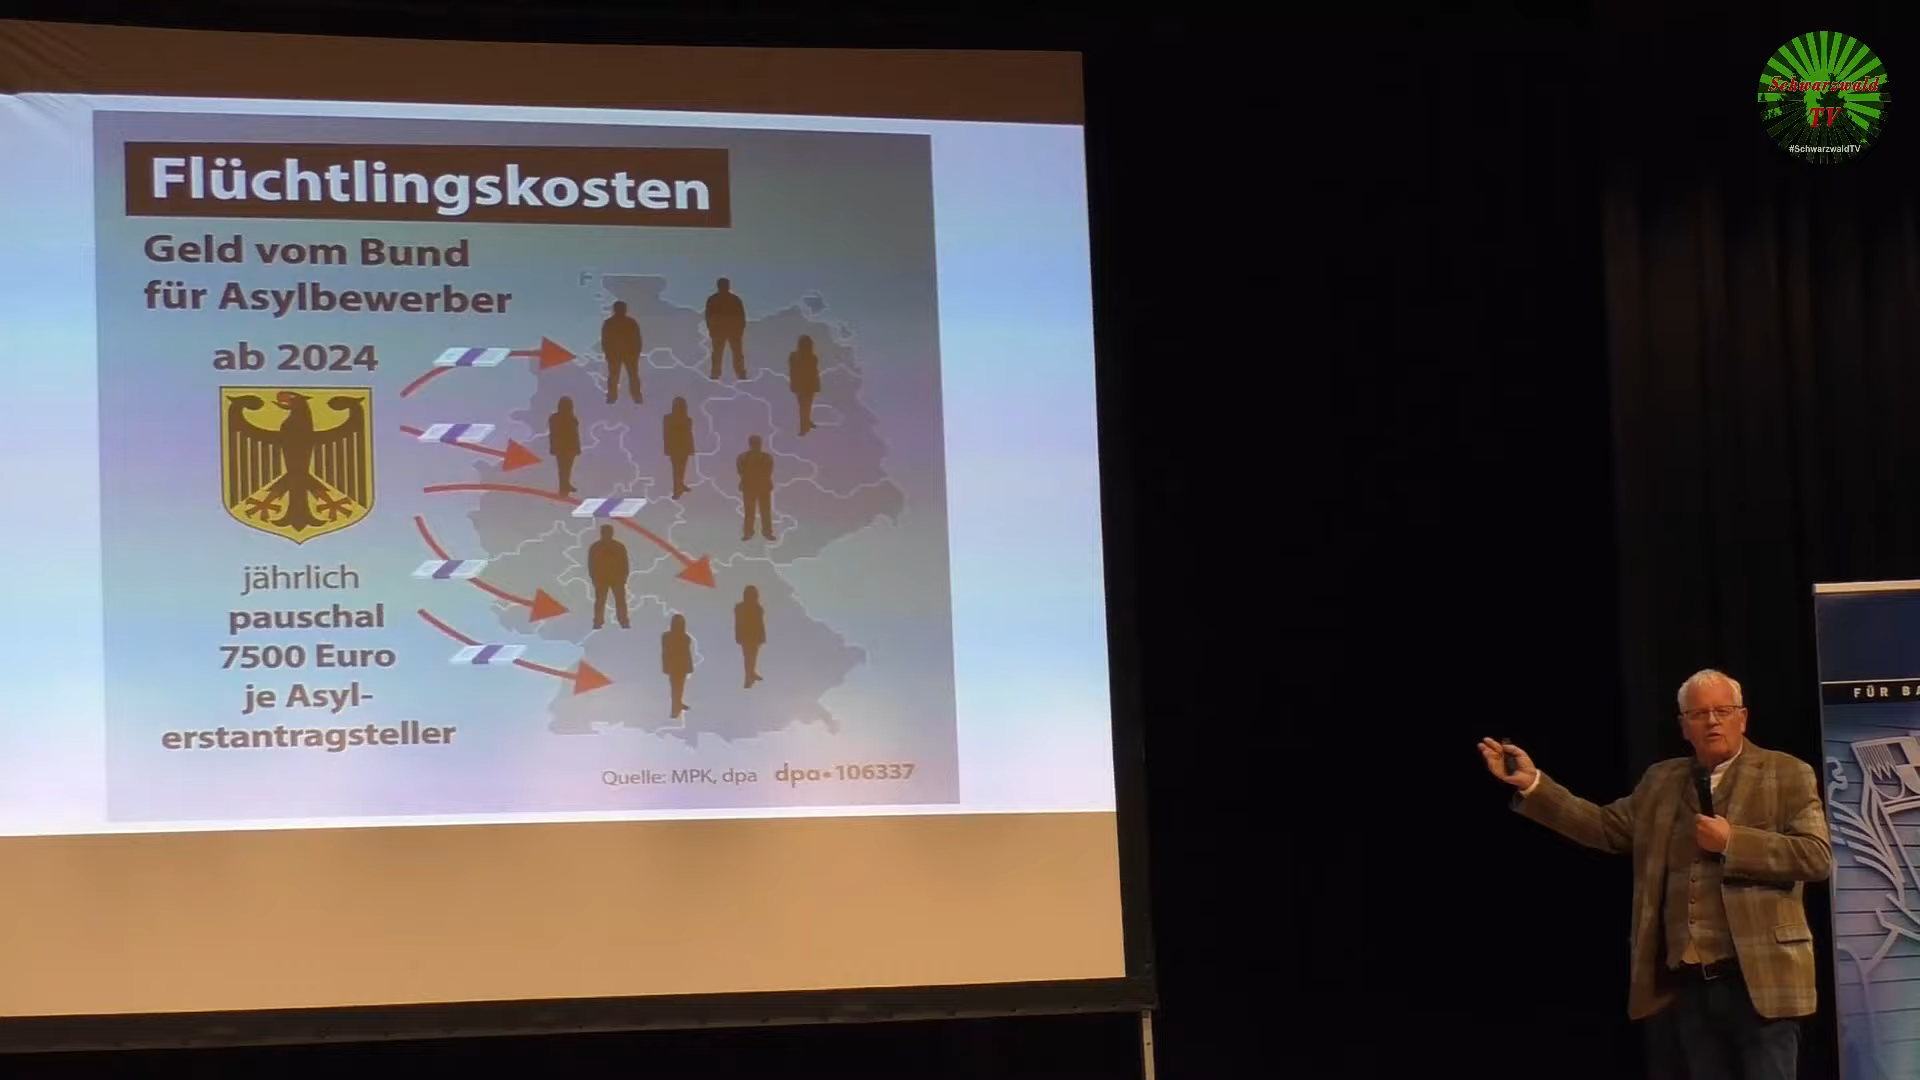 Flüchtlingskosten
Geld vom Bund
für Asylbewerber
ab 2024
jährlich
pauschal
7500 Euro
je Asyl-
erstantragsteller
Quelle: MPK, dpa dpa•106337
Schwarzwald
TV
#SchwarzwaldTV
FÜR BA